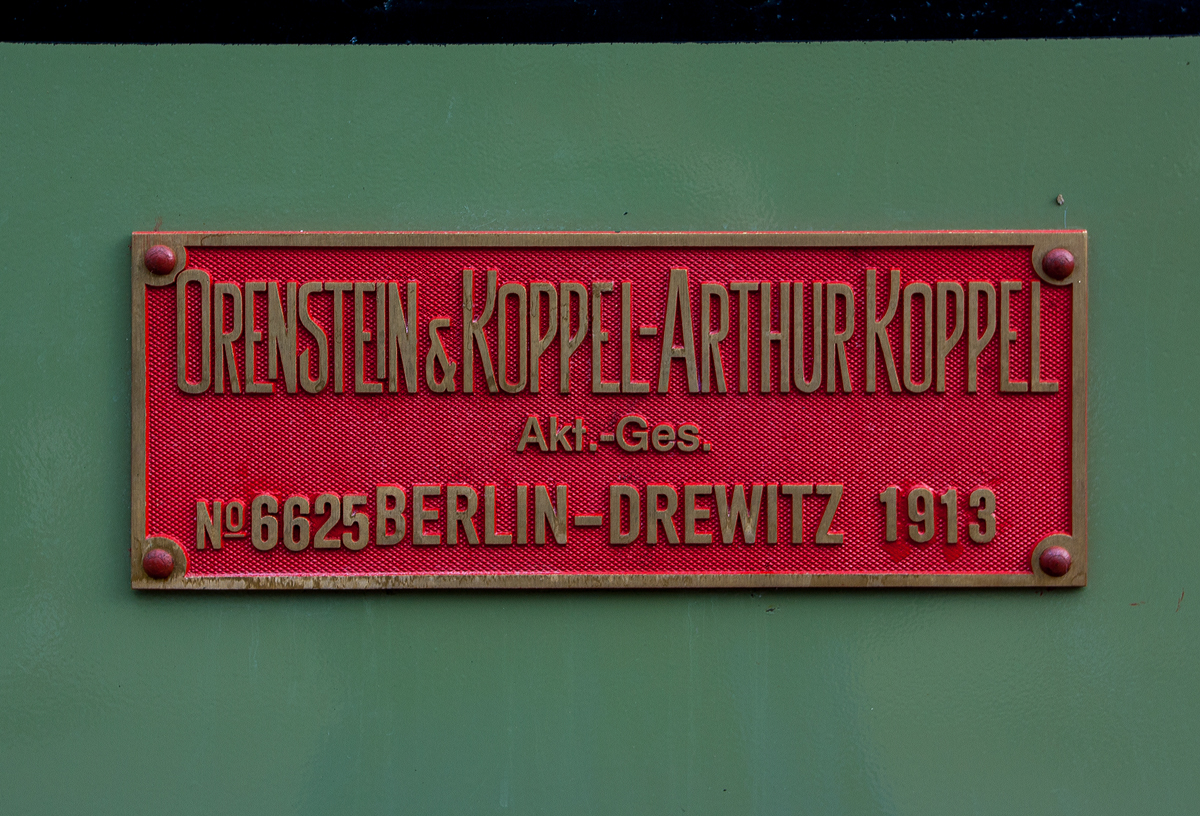 ORENSTEIN & KOPPEL-ARTHUR KOPPEL
Akt.-Ges.
Nº 6625 BERLIN-DREWITZ 1913